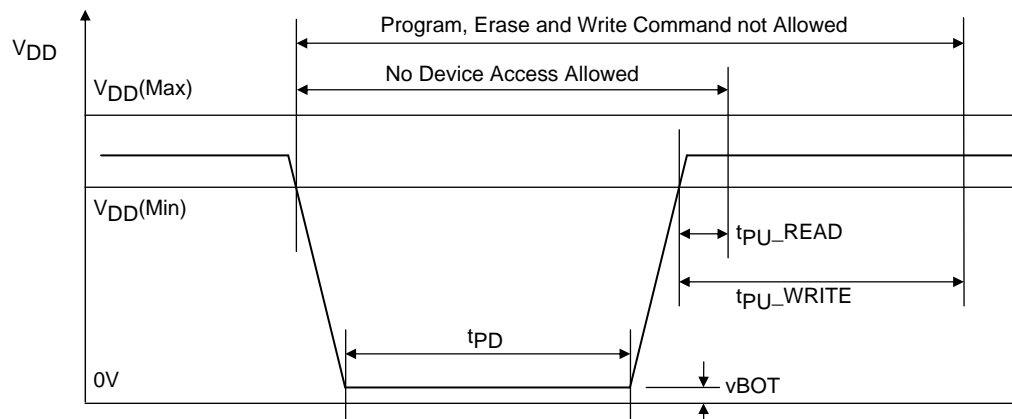 Program, Erase and Write Command not Allowed
VDD
No Device Access Allowed
VDD(Max)
VDD(Min)
tPU_READ
tPU_WRITE
tPD
0V
vBOT